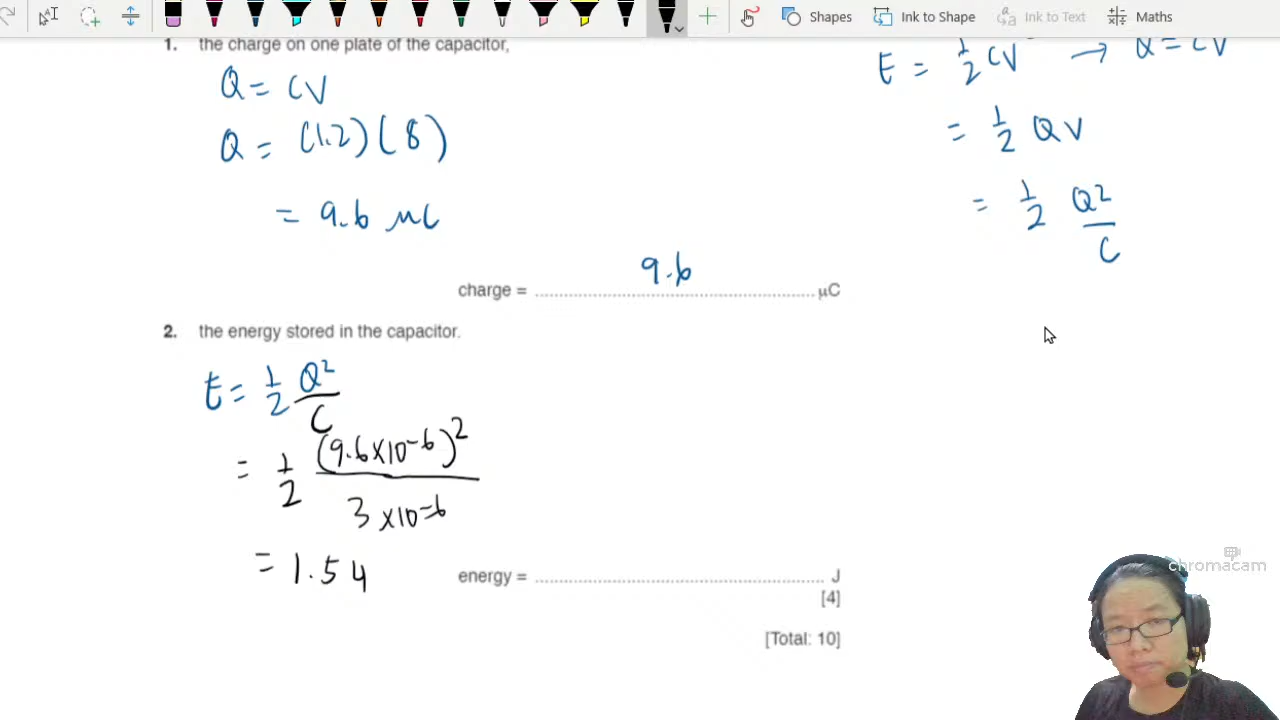 Shapes Ink to Shape Ink to Text Maths
1. the charge on one plate of the capacitor,
Q = CV
Q = (1.2)(8)
= 9.6 μC
charge = 9.6 μC
E = 1/2 CV → Q = CV
= 1/2 QV
= 1/2 Q²/C
2. the energy stored in the capacitor.
E = 1/2 Q²/C
= 1/2 (9.6×10-6)²/3×10-6
= 1.54
energy = J
[4]
[Total: 10]
chromacam